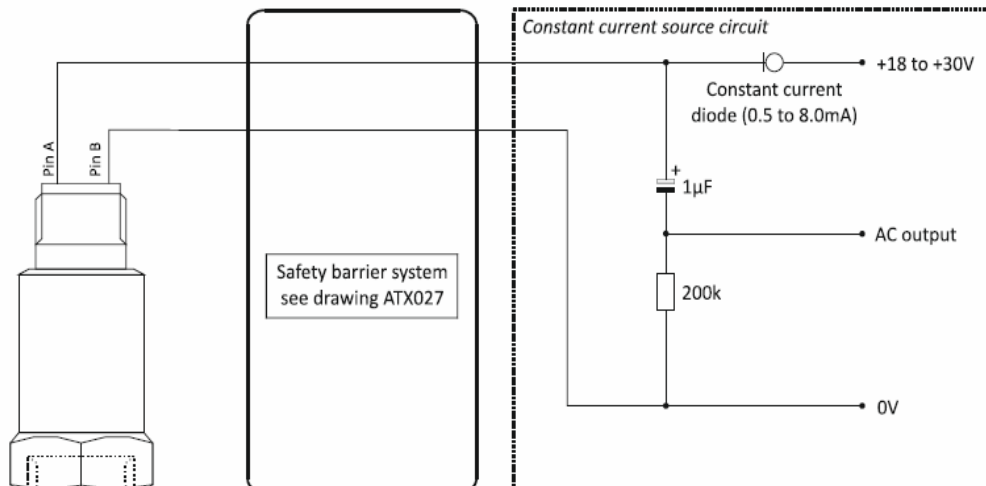 Constant current source circuit
+18 to +30V
Constant current
diode (0.5 to 8.0mA)
Pin A
Pin B
+
1µF
AC output
Safety barrier system
see drawing ATX027
200k
0V